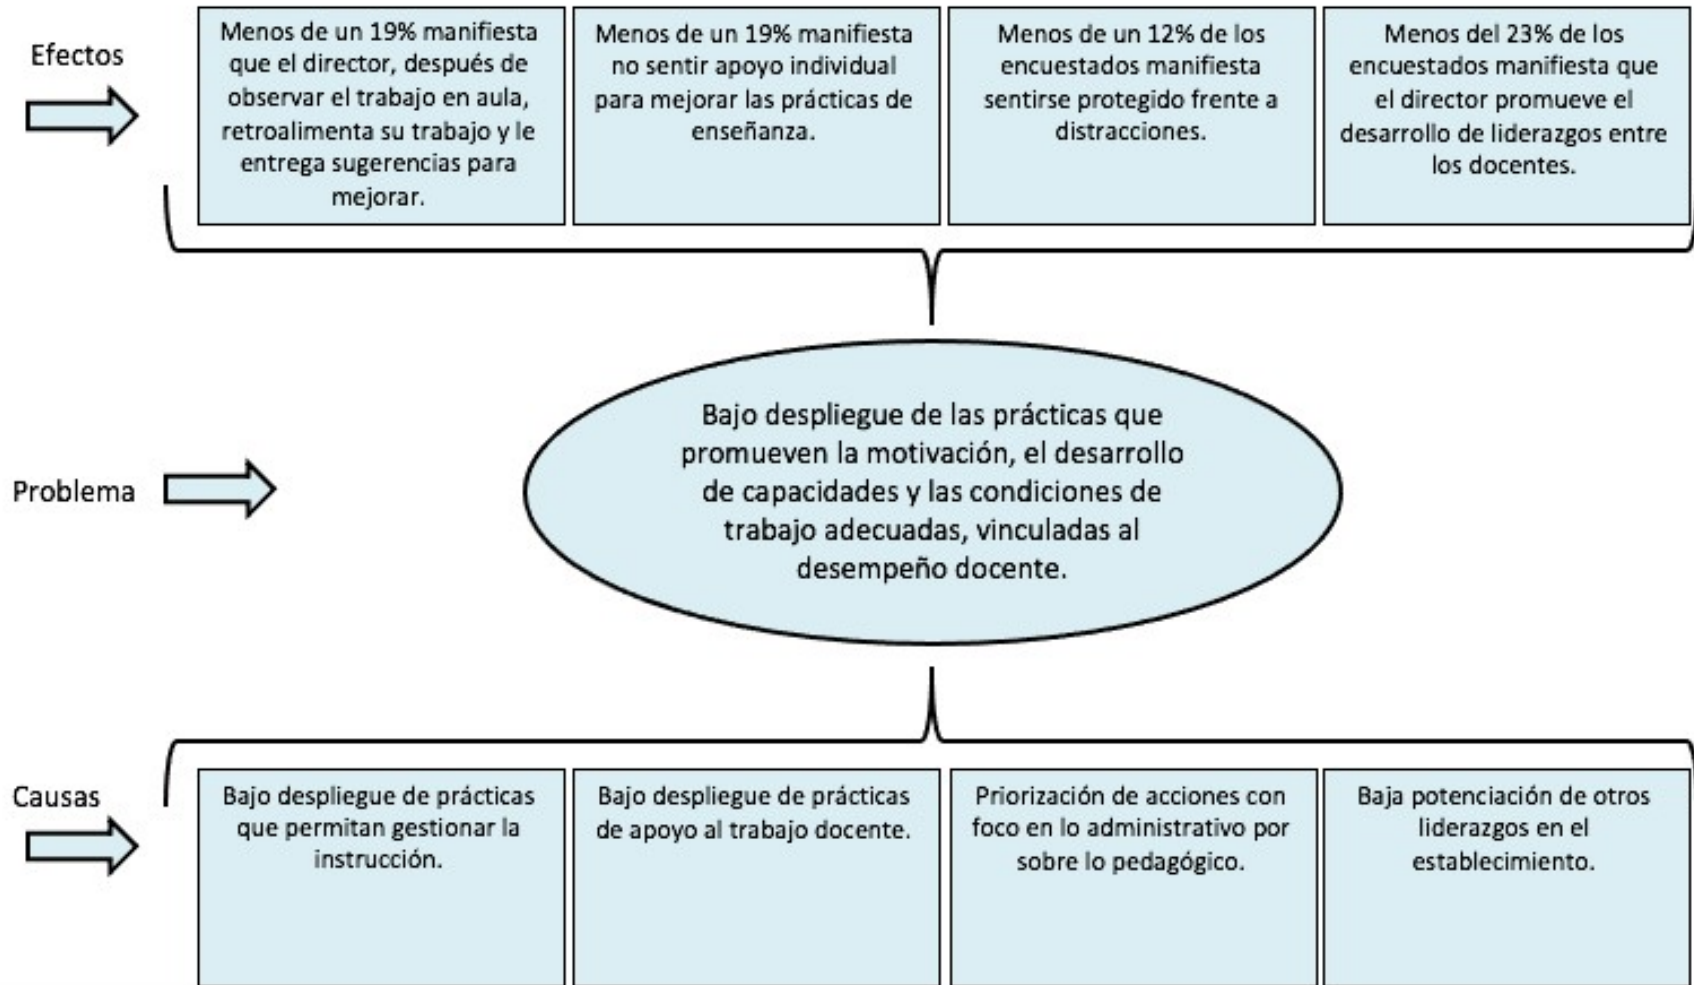 Efectos
Menos de un 19% manifiesta
que el director, después de
observar el trabajo en aula,
retroalimenta su trabajo y le
entrega sugerencias para
mejorar.
Menos de un 19% manifiesta
no sentir apoyo individual
para mejorar las prácticas de
enseñanza.
Menos de un 12% de los
encuestados manifiesta
sentirse protegido frente a
distracciones.
Menos del 23% de los
encuestados manifiesta que
el director promueve el
desarrollo de liderazgos entre
los docentes.
Problema
Bajo despliegue de las prácticas que
promueven la motivación, el desarrollo
de capacidades y las condiciones de
trabajo adecuadas, vinculadas al
desempeño docente.
Causas
Bajo despliegue de prácticas
que permitan gestionar la
instrucción.
Bajo despliegue de prácticas
de apoyo al trabajo docente.
Priorización de acciones con
foco en lo administrativo por
sobre lo pedagógico.
Baja potenciación de otros
liderazgos en el
establecimiento.